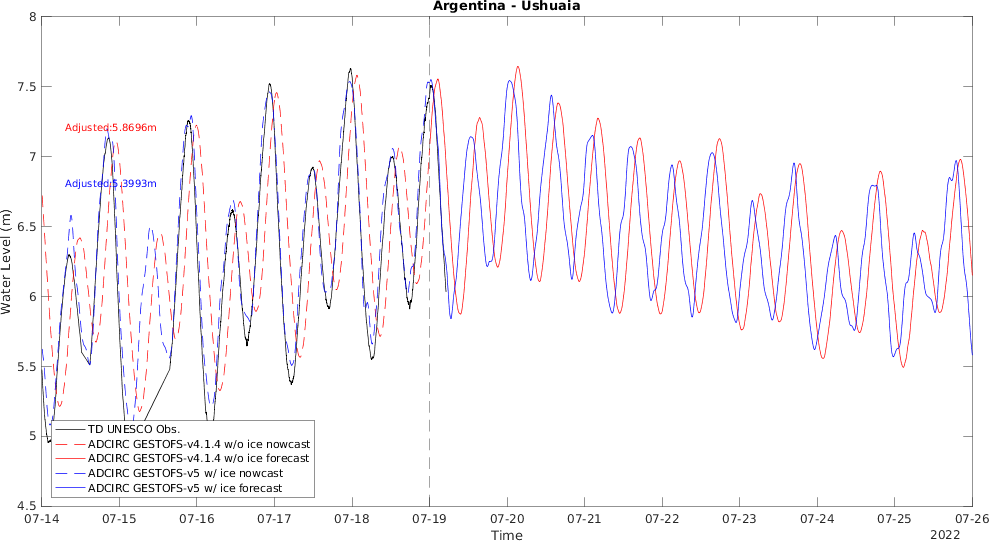 Argentina - Ushuaia
8
7.5
7
6.5
6
5.5
5
4.5
Water Level (m)
Adjusted:5.8696m
Adjusted:5.3993m
TD UNESCO Obs.
ADCIRC GESTOFS-v4.1.4 w/o ice nowcast
ADCIRC GESTOFS-v4.1.4 w/o ice forecast
ADCIRC GESTOFS-v5 w/ ice nowcast
ADCIRC GESTOFS-v5 w/ ice forecast
07-14 07-15 07-16 07-17 07-18 07-19 07-20 07-21 07-22 07-23 07-24 07-25 07-26
Time
2022